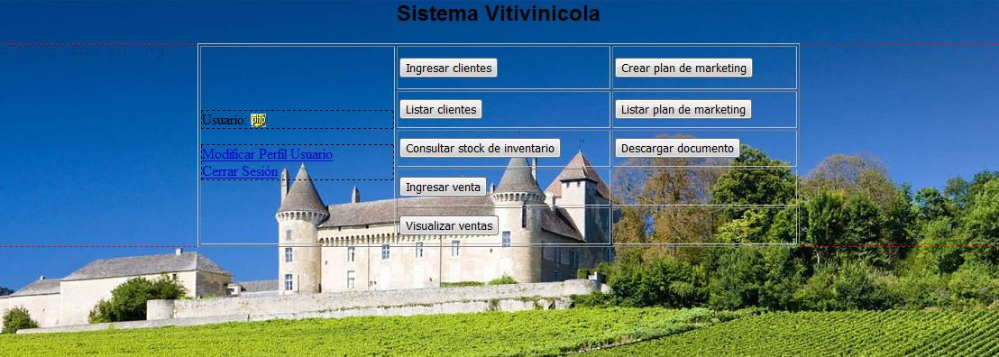 Sistema Vitivinicola
Ingresar clientes
Crear plan de marketing
Listar clientes
Listar plan de marketing
Usuario: php
Consultar stock de inventario
Descargar documento
Modificar Perfil Usuario
Cerrar Sesión
Ingresar venta
Visualizar ventas